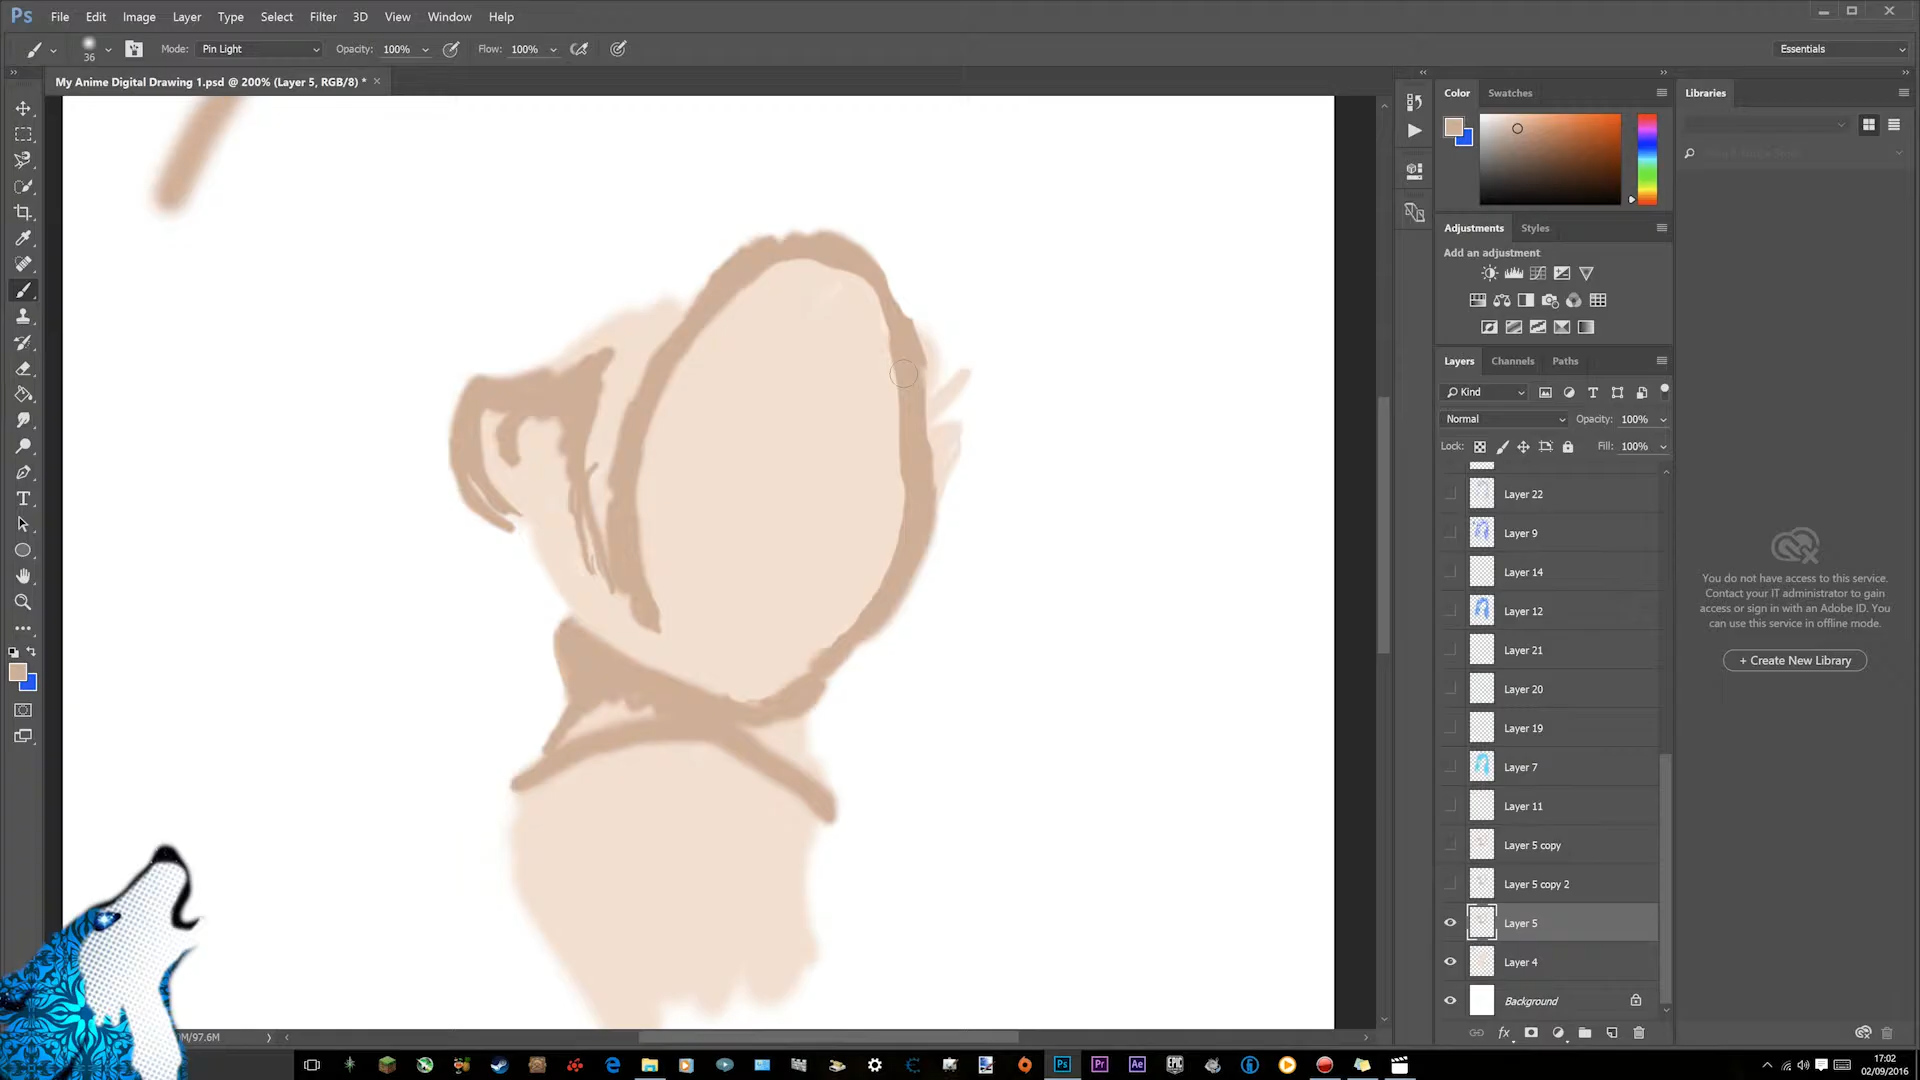 Ps File Edit Image Layer Type Select Filter 3D View Window Help
36 Mode: Pin Light Opacity: 100% Flow: 100% Essentials
My Anime Digital Drawing 1.psd @ 200% (Layer 5, RGB/8) * ×
Color Swatches Libraries
Adjustments Styles
Add an adjustment
Layers Channels Paths
Kind
Normal Opacity: 100%
Lock: Fill: 100%
Layer 22
Layer 9
Layer 14
Layer 12
Layer 21
Layer 20
Layer 19
Layer 7
Layer 11
Layer 5 copy
Layer 5 copy 2
Layer 5
Layer 4
Background
You do not have access to this service.
Contact your IT administrator to gain
access or sign in with an Adobe ID. You
can use this service in offline mode.
+ Create New Library
M/97.6M
fx
Ps Pr Ae EPIC GAMES
17:02
02/09/2016